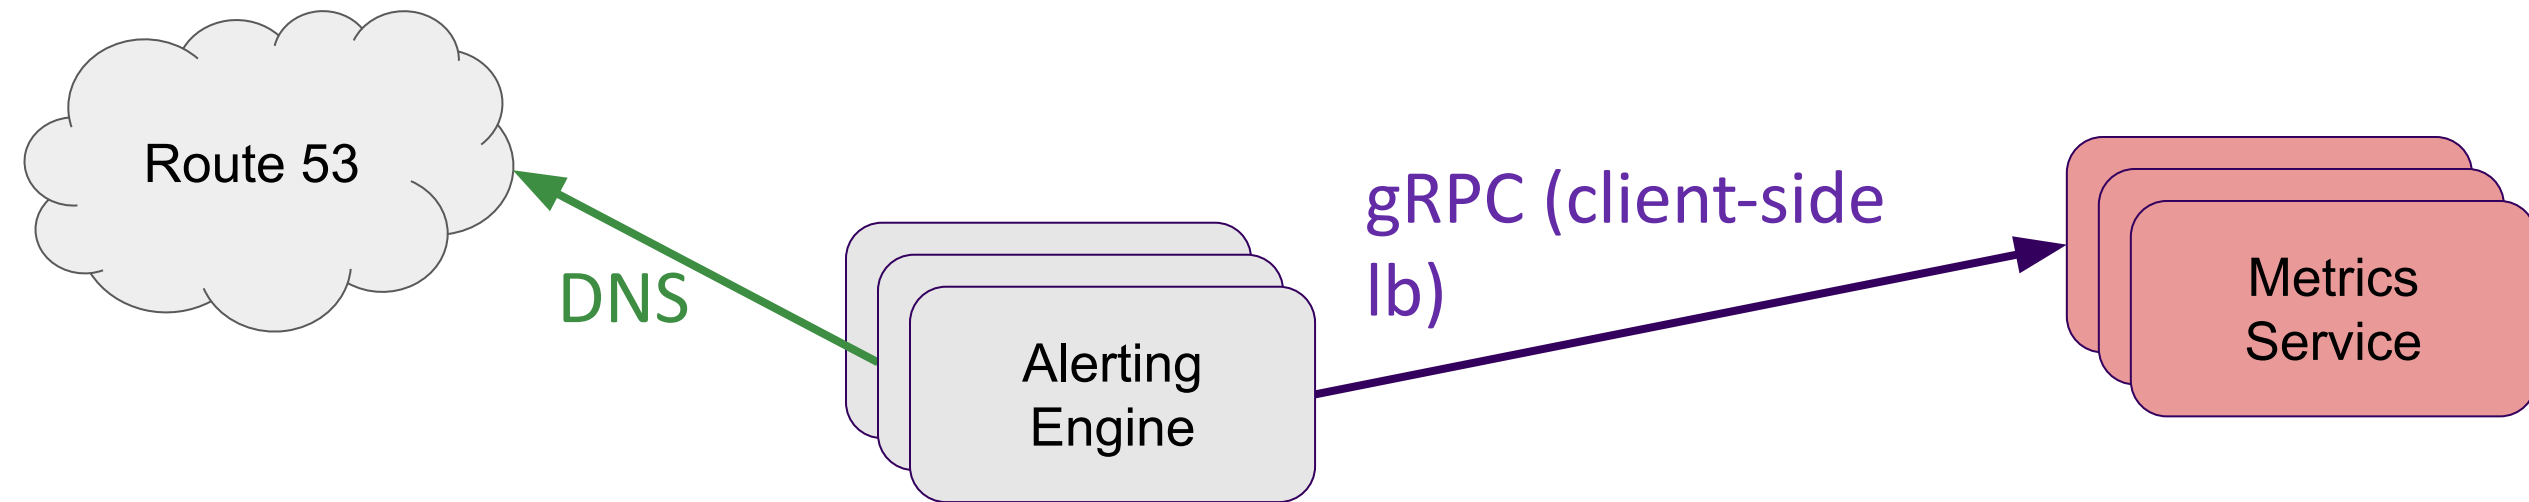 Route 53
DNS
Alerting
Engine
gRPC (client-side
lb)
Metrics
Service